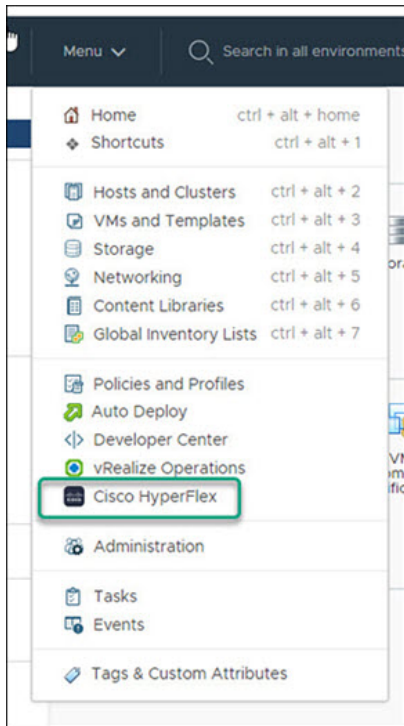 Menu
Search in all environments
Home ctrl + alt + home
Shortcuts ctrl + alt + 1
Hosts and Clusters ctrl + alt + 2
VMs and Templates ctrl + alt + 3
Storage ctrl + alt + 4
Networking ctrl + alt + 5
Content Libraries ctrl + alt + 6
Global Inventory Lists ctrl + alt + 7
Policies and Profiles
Auto Deploy
Developer Center
vRealize Operations
Cisco HyperFlex
Administration
Tasks
Events
Tags & Custom Attributes